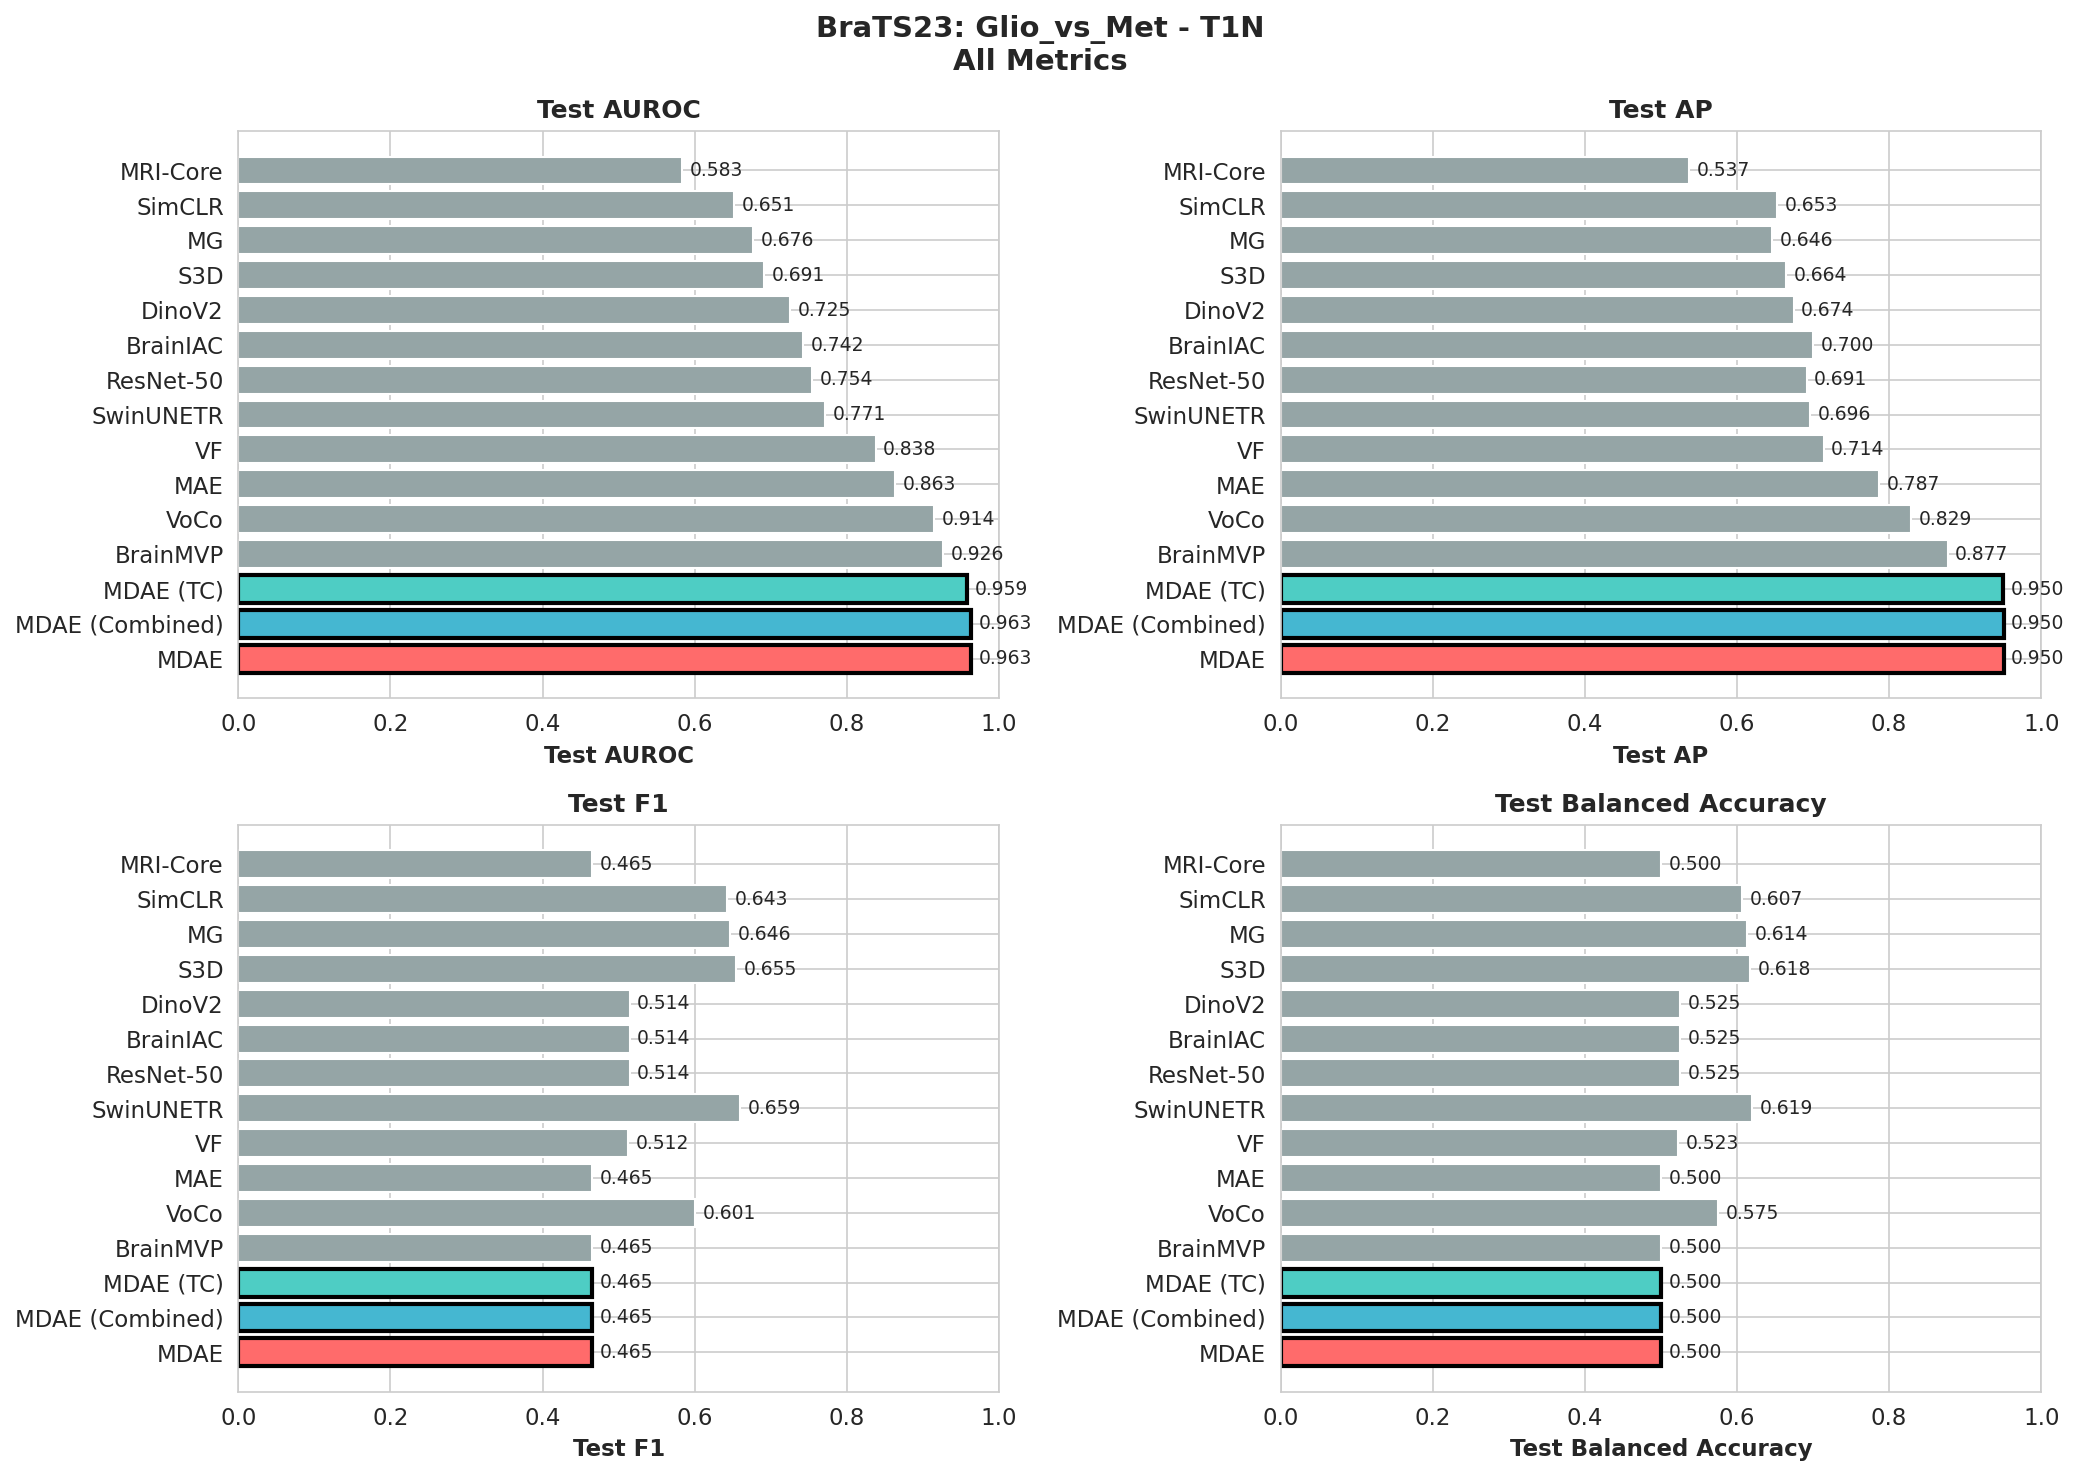 BraTS23: Glio_vs_Met - T1N
All Metrics
Test AUROC
MRI-Core 0.583
SimCLR 0.651
MG 0.676
S3D 0.691
DinoV2 0.725
BrainIAC 0.742
ResNet-50 0.754
SwinUNETR 0.771
VF 0.838
MAE 0.863
VoCo 0.914
BrainMVP 0.926
MDAE (TC) 0.959
MDAE (Combined) 0.963
MDAE 0.963
0.0 0.2 0.4 0.6 0.8 1.0
Test AUROC
Test AP
MRI-Core 0.537
SimCLR 0.653
MG 0.646
S3D 0.664
DinoV2 0.674
BrainIAC 0.700
ResNet-50 0.691
SwinUNETR 0.696
VF 0.714
MAE 0.787
VoCo 0.829
BrainMVP 0.877
MDAE (TC) 0.950
MDAE (Combined) 0.950
MDAE 0.950
0.0 0.2 0.4 0.6 0.8 1.0
Test AP
Test F1
MRI-Core 0.465
SimCLR 0.643
MG 0.646
S3D 0.655
DinoV2 0.514
BrainIAC 0.514
ResNet-50 0.514
SwinUNETR 0.659
VF 0.512
MAE 0.465
VoCo 0.601
BrainMVP 0.465
MDAE (TC) 0.465
MDAE (Combined) 0.465
MDAE 0.465
0.0 0.2 0.4 0.6 0.8 1.0
Test F1
Test Balanced Accuracy
MRI-Core 0.500
SimCLR 0.607
MG 0.614
S3D 0.618
DinoV2 0.525
BrainIAC 0.525
ResNet-50 0.525
SwinUNETR 0.619
VF 0.523
MAE 0.500
VoCo 0.575
BrainMVP 0.500
MDAE (TC) 0.500
MDAE (Combined) 0.500
MDAE 0.500
0.0 0.2 0.4 0.6 0.8 1.0
Test Balanced Accuracy